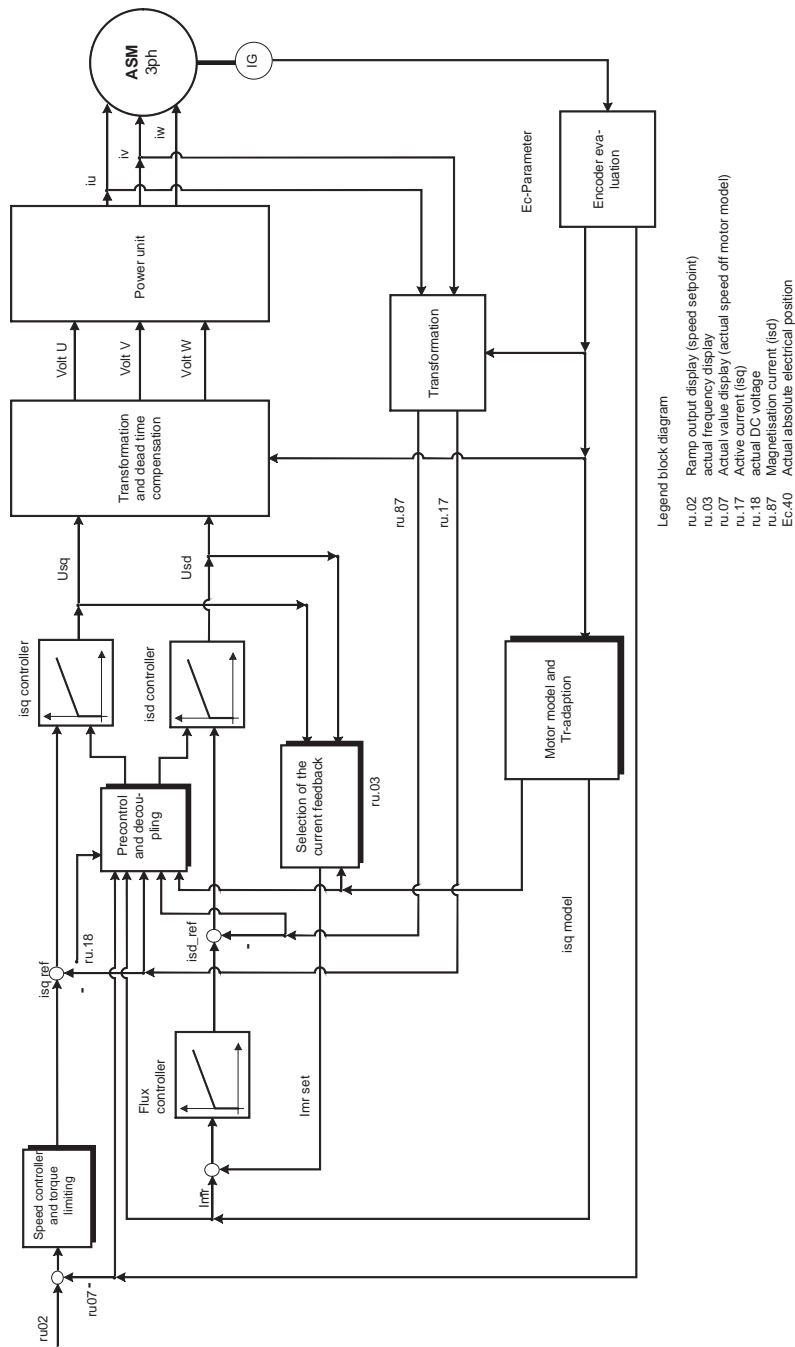 ru02
ru07
-
Speed controller
and torque
limiting
isq_ref
-
ru.18
Precontrol
and decou-
pling
isq controller
isd controller
Usq
Usd
Transformation
and dead time
compensation
Volt U
Volt V
Volt W
Power unit
iu
iv
iw
ASM
3ph
IG
Imr
-
Flux
controller
isd_ref
-
Imr set
Selection of the
current feedback
ru.03
ru.87
ru.17
Transformation
Ec-Parameter
Encoder eva-
luation
isq model
Motor model and
Tr-adaption
Legend block diagram
ru.02 Ramp output display (speed setpoint)
ru.03 actual frequency display
ru.07 Actual value display (actual speed off motor model)
ru.17 Active current (isq)
ru.18 actual DC voltage
ru.87 Magnetisation current (isd)
Ec.40 Actual absolute electrical position